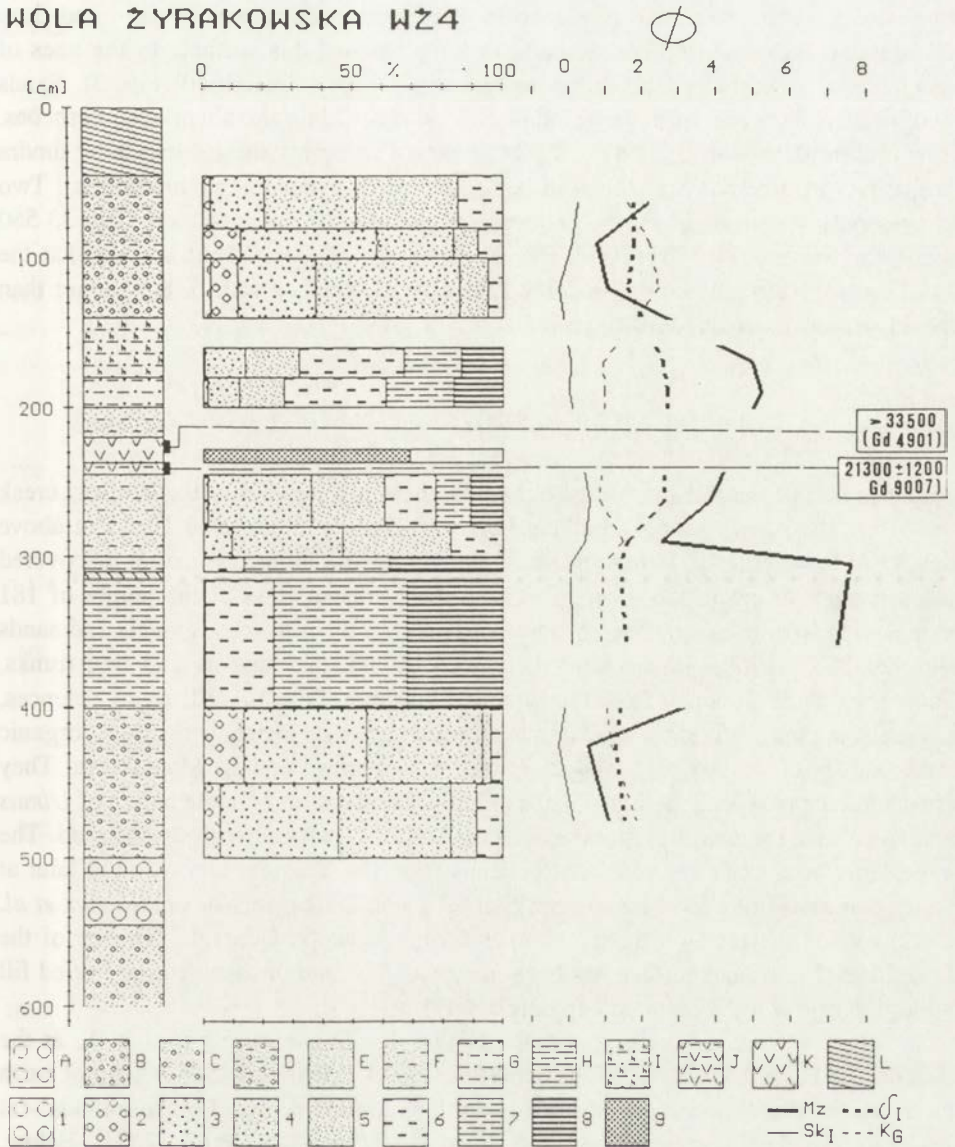 WOLA ŻYRAKOWSKA WŻ4
0 50 % 100 0 2 4 6 8
[cm]
0
100
200
> 33500
(Gd 4901)
21300±1200
Gd 9007)
300
400
500
600
A B C D E F G H I J K L
1 2 3 4 5 6 7 8 9
Mz δI
SkI KG